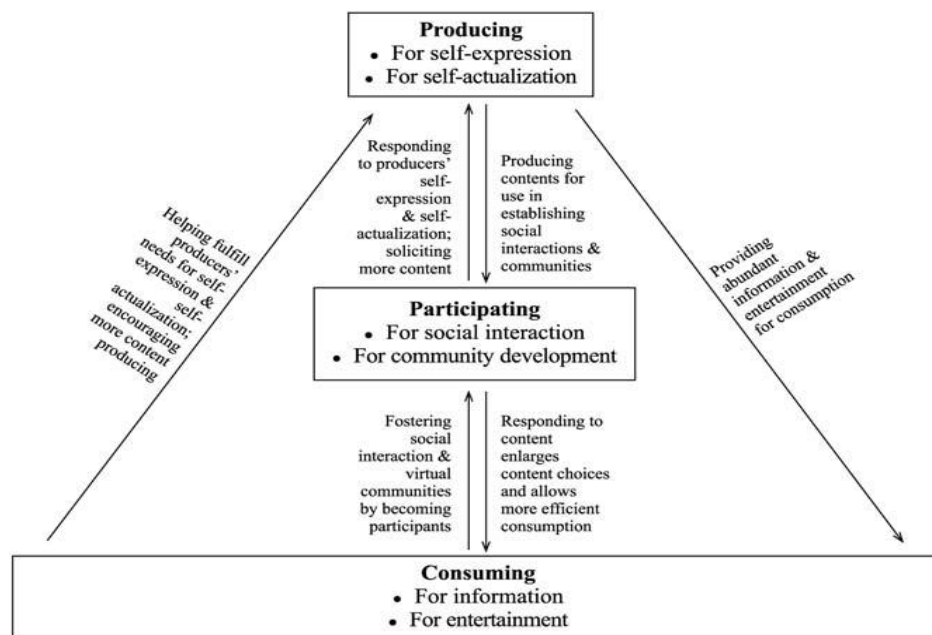 Producing
• For self-expression
• For self-actualization
Responding
to producers’
self-
expression
& self-
actualization;
soliciting
more content
Producing
contents for
use in
establishing
social
interactions &
communities
Helping fulfill
producers’
needs for self-
expression &
self-
actualization;
encouraging
more content
producing
Providing
abundant
information &
entertainment
for consumption
Participating
• For social interaction
• For community development
Fostering
social
interaction &
virtual
communities
by becoming
participants
Responding to
content
enlarges
content choices
and allows
more efficient
consumption
Consuming
• For information
• For entertainment